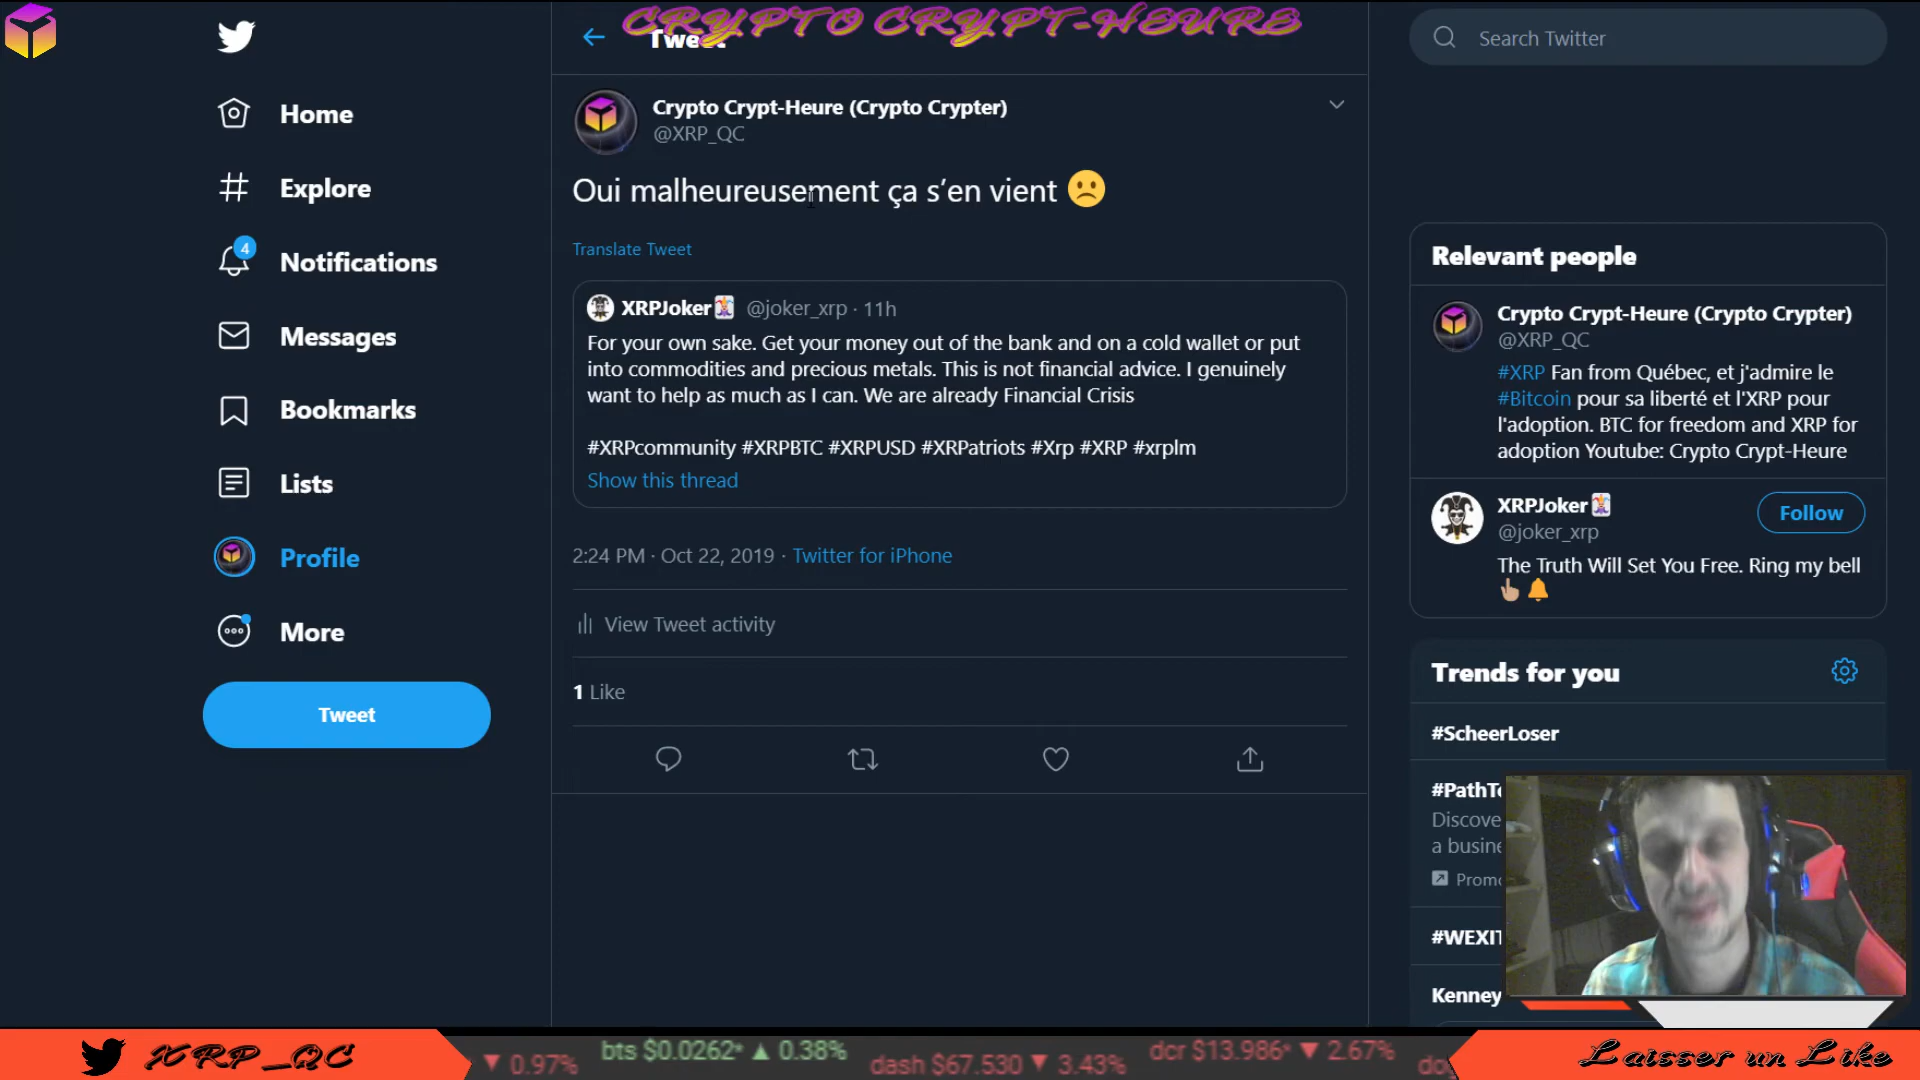 CRYPTO CRYPT-HEURE
Tweet
Search Twitter
Home
Explore
4
Notifications
Messages
Bookmarks
Lists
Profile
More
Tweet
Crypto Crypt-Heure (Crypto Crypter)
@XRP_QC
Oui malheureusement ça s’en vient
Translate Tweet
XRPJoker @joker_xrp · 11h
For your own sake. Get your money out of the bank and on a cold wallet or put
into commodities and precious metals. This is not financial advice. I genuinely
want to help as much as I can. We are already Financial Crisis
#XRPcommunity #XRPBTC #XRPUSD #XRPatriots #Xrp #XRP #xrplm
Show this thread
2:24 PM · Oct 22, 2019 · Twitter for iPhone
View Tweet activity
1 Like
Relevant people
Crypto Crypt-Heure (Crypto Crypter)
@XRP_QC
#XRP Fan from Québec, et j'admire le
#Bitcoin pour sa liberté et l'XRP pour
l'adoption. BTC for freedom and XRP for
adoption Youtube: Crypto Crypt-Heure
XRPJoker
@joker_xrp
Follow
The Truth Will Set You Free. Ring my bell
Trends for you
#ScheerLoser
#PathTo
Discove
a busine
Promo
#WEXIT
Kenney
XRP_QC
▼ 0.97% bts $0.0262* ▲ 0.38% dash $67.530 ▼ 3.43% dcr $13.986* ▼ 2.67%
Laisser un Like